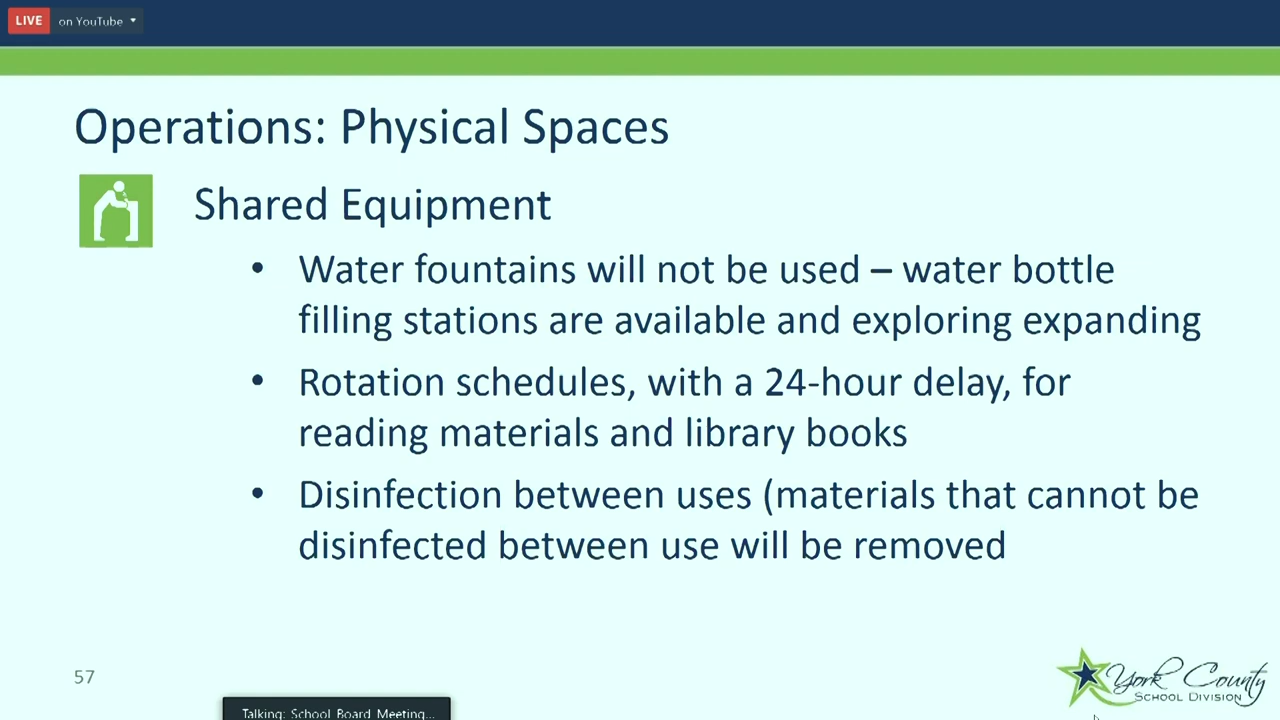 LIVE on YouTube
Operations: Physical Spaces
Shared Equipment
• Water fountains will not be used – water bottle
filling stations are available and exploring expanding
• Rotation schedules, with a 24-hour delay, for
reading materials and library books
• Disinfection between uses (materials that cannot be
disinfected between use will be removed
57
York County
SCHOOL DIVISION
Talking: School Board Meeting...